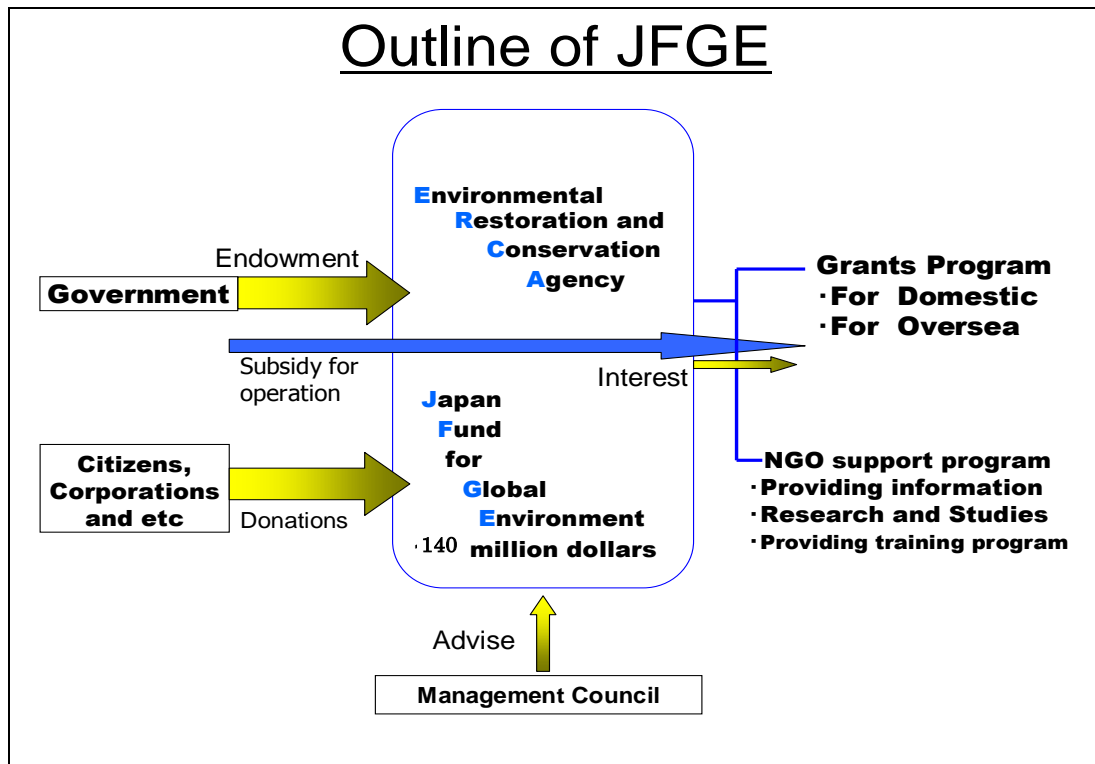 Outline of JFGE
Environmental
Restoration and
Conservation
Agency
Endowment
Government
Subsidy for
operation
Interest
Grants Program
·For Domestic
·For Oversea
Japan
Fund
for
Global
Environment
·140 million dollars
Citizens,
Corporations
and etc
Donations
NGO support program
·Providing information
·Research and Studies
·Providing training program
Advise
Management Council